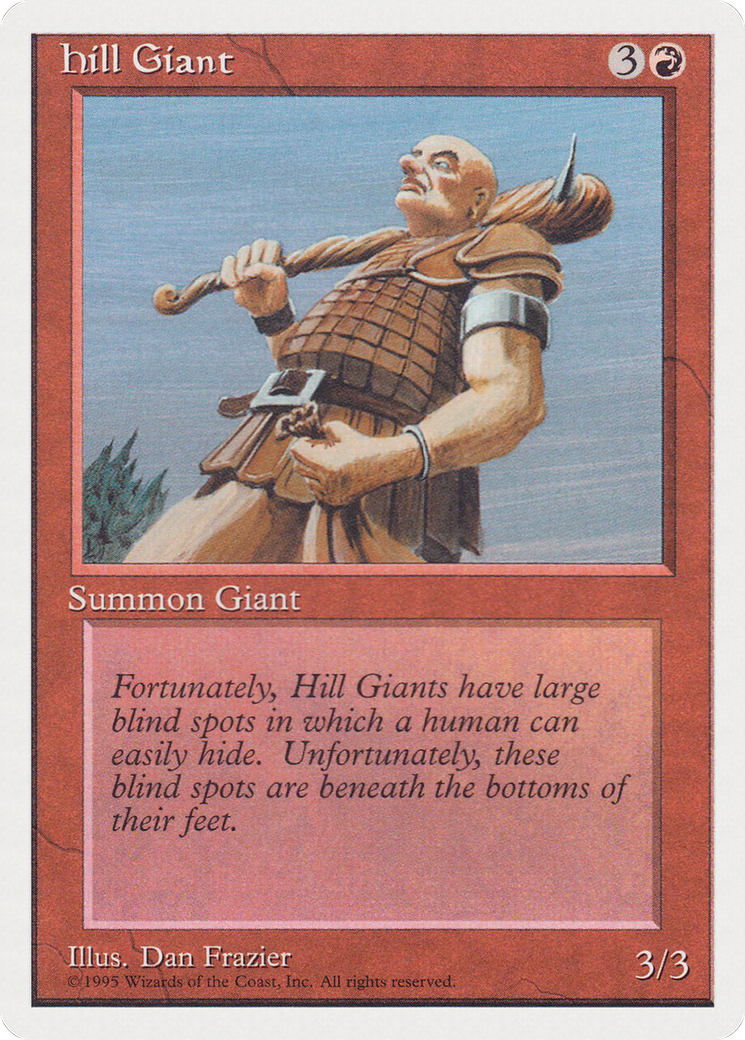 Hill Giant 3
Summon Giant
Fortunately, Hill Giants have large
blind spots in which a human can
easily hide. Unfortunately, these
blind spots are beneath the bottoms of
their feet.
Illus. Dan Frazier
3/3
© 1995 Wizards of the Coast, Inc. All rights reserved.